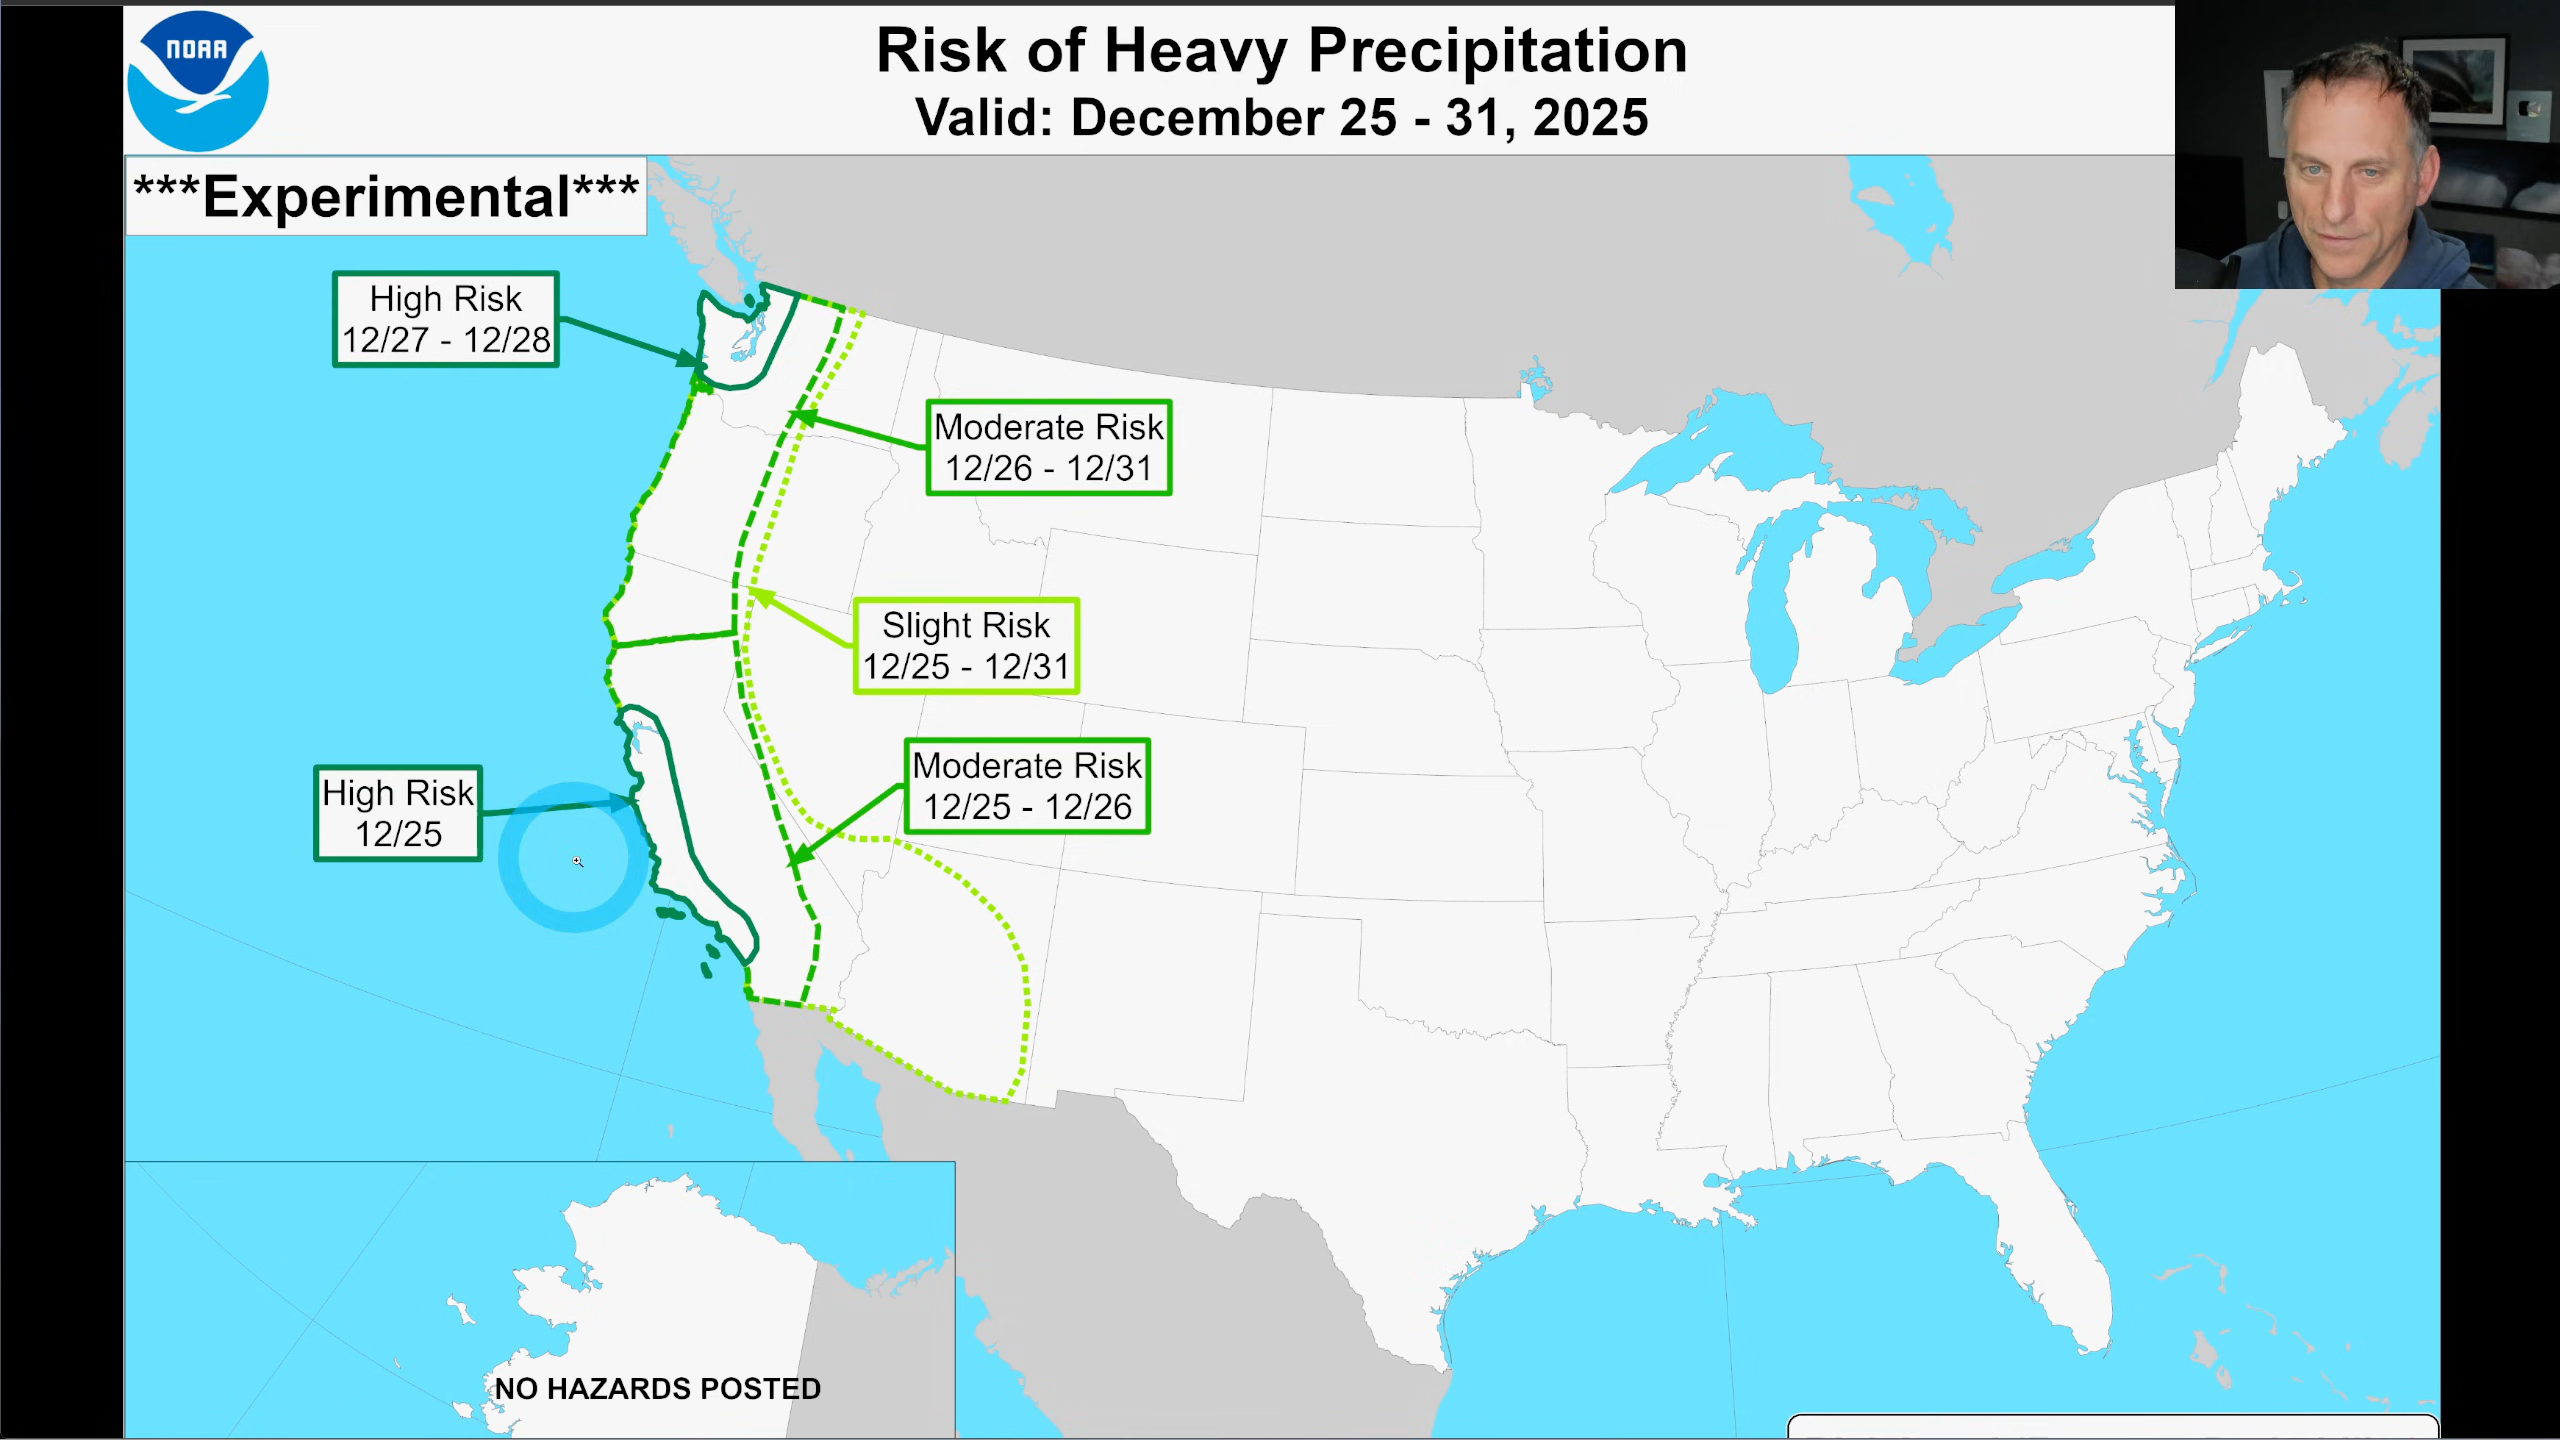 NOAA
Risk of Heavy Precipitation
Valid: December 25 - 31, 2025
***Experimental***
High Risk
12/27 - 12/28
Moderate Risk
12/26 - 12/31
Slight Risk
12/25 - 12/31
Moderate Risk
12/25 - 12/26
High Risk
12/25
NO HAZARDS POSTED